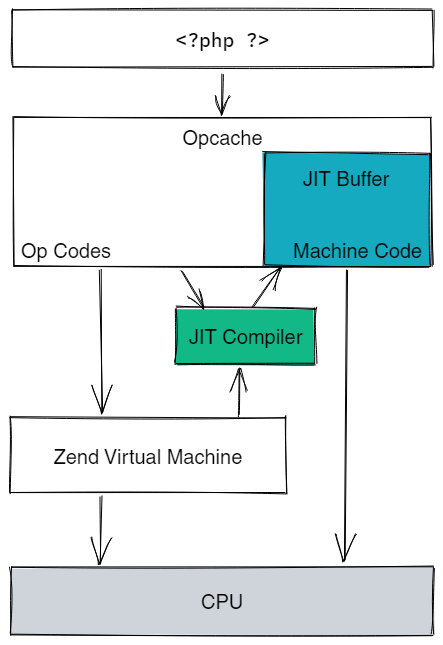 <?php ?>
Opcache
JIT Buffer
Op Codes
Machine Code
JIT Compiler
Zend Virtual Machine
CPU